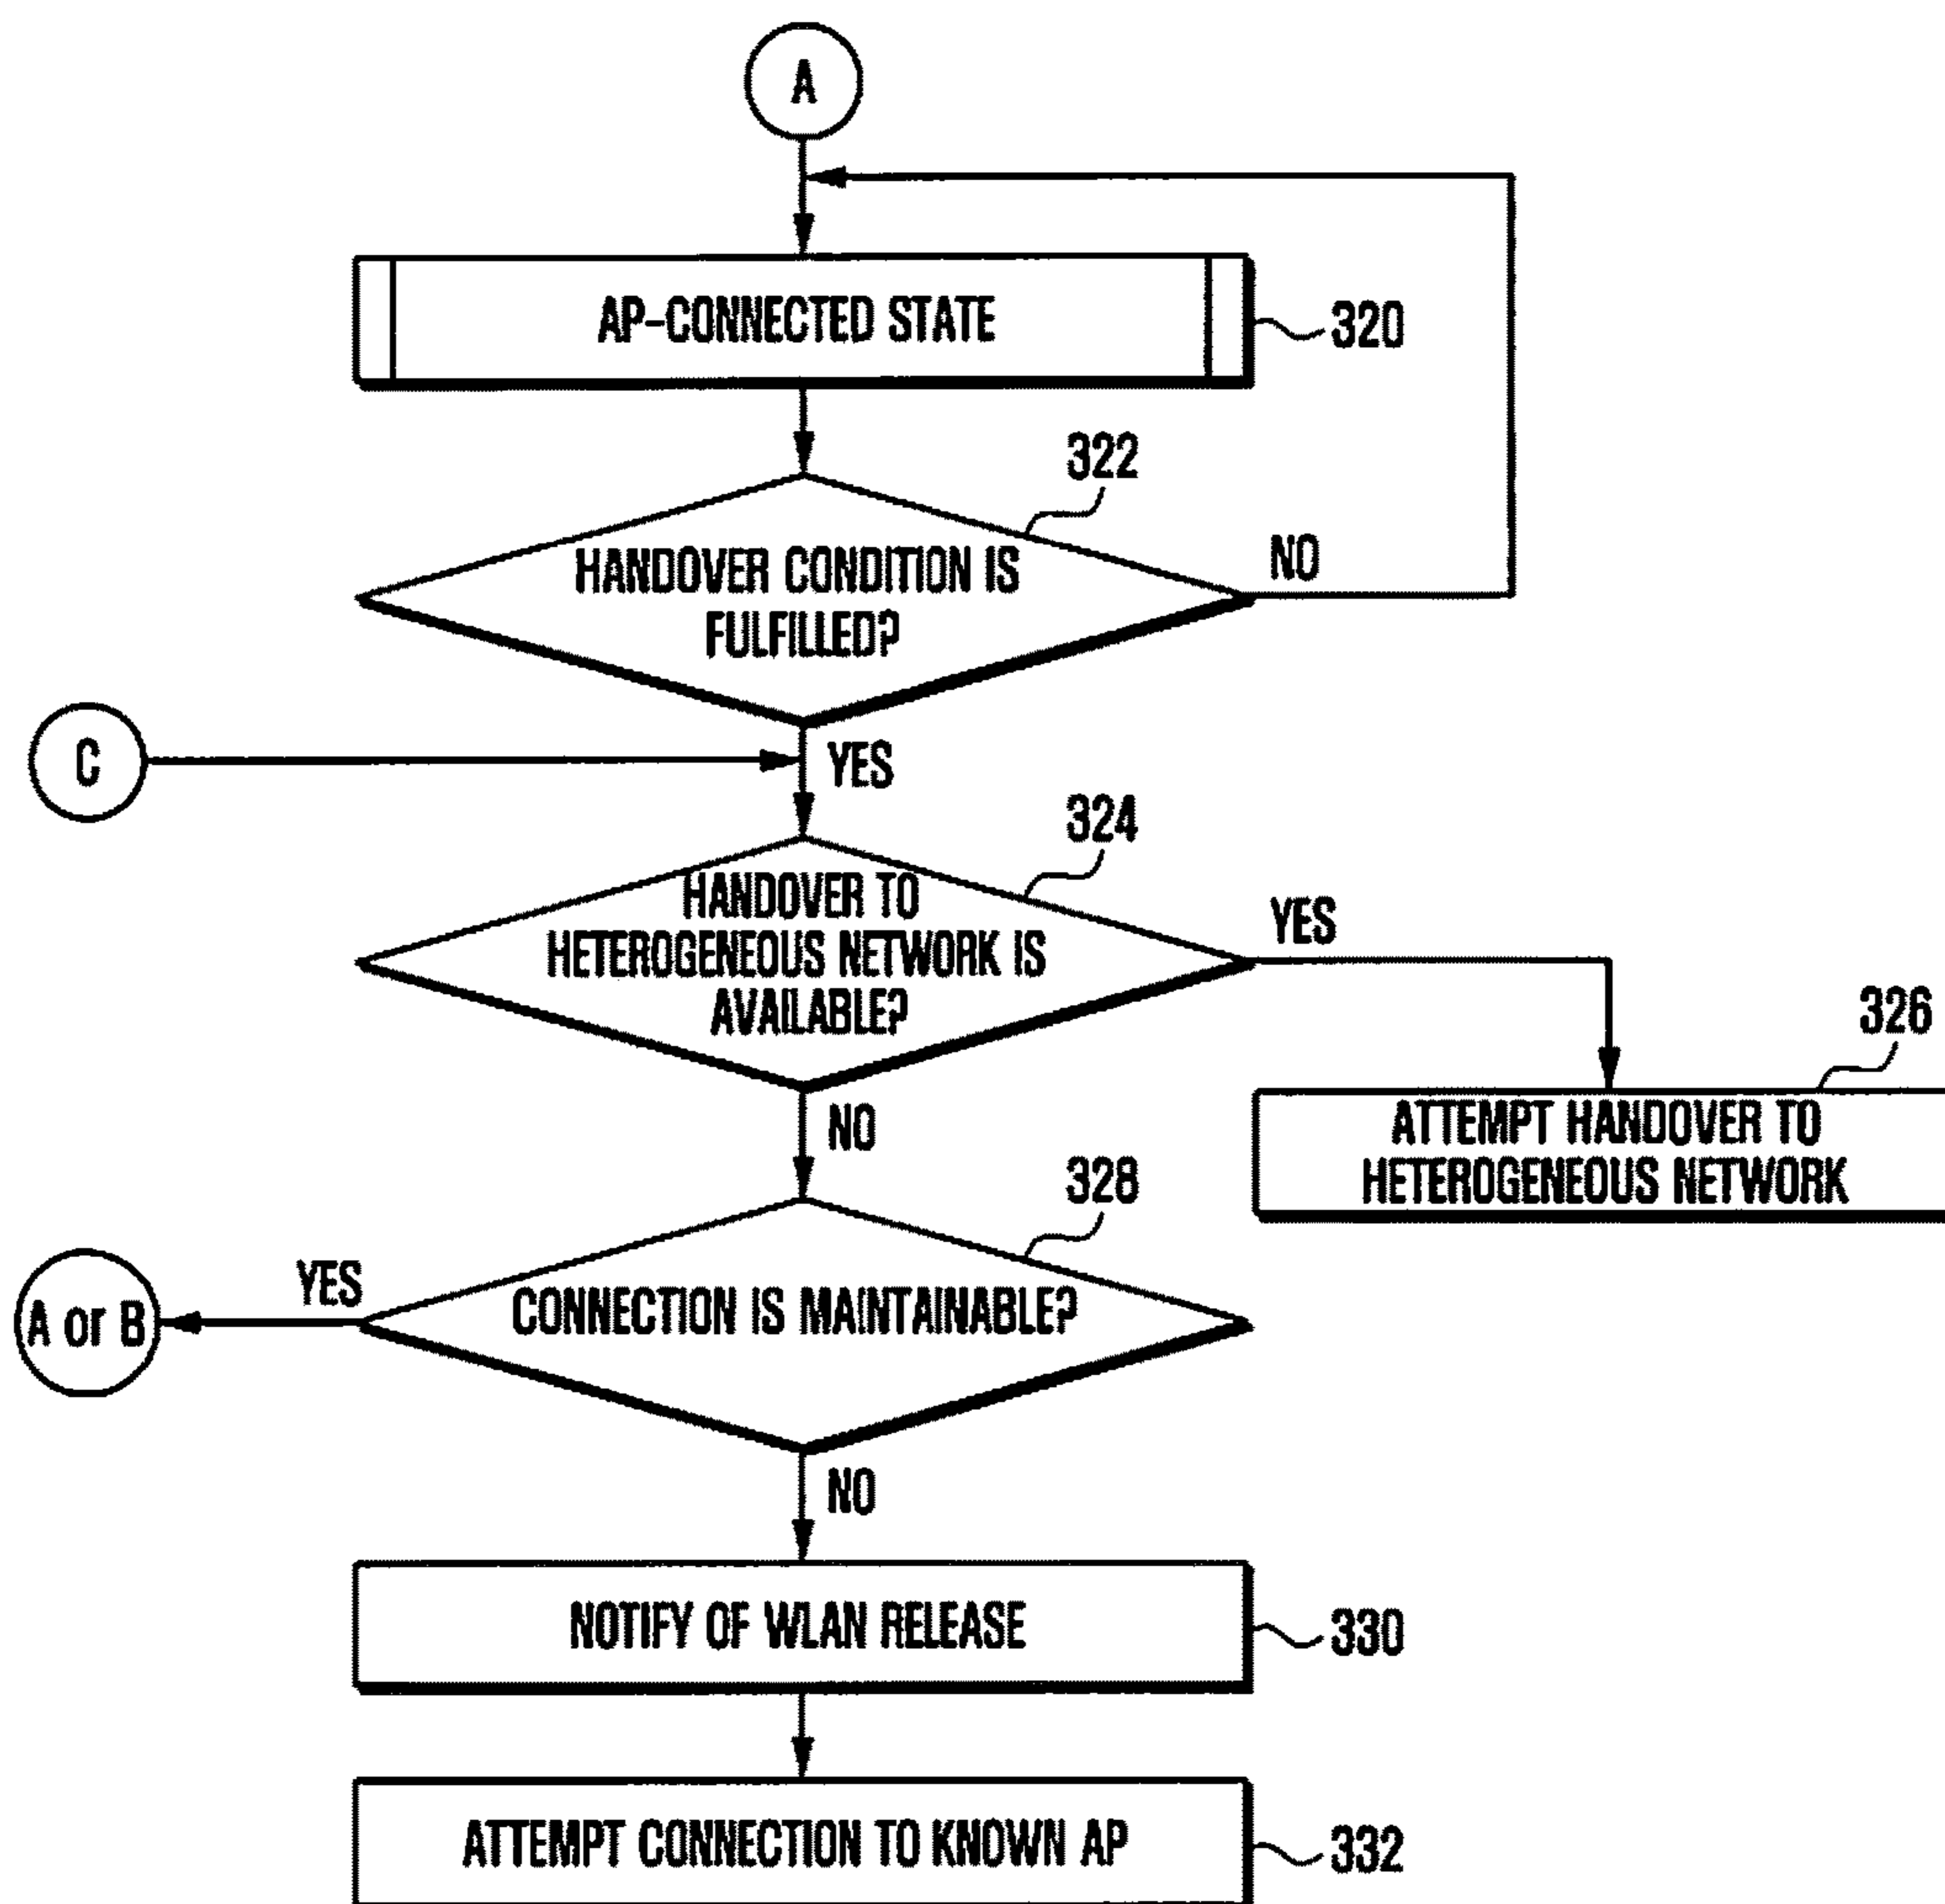 A
AP-CONNECTED STATE
320
322
HANDOVER CONDITION IS
FULFILLED?
NO
C
YES
324
HANDOVER TO
HETEROGENEOUS NETWORK IS
AVAILABLE?
YES
326
ATTEMPT HANDOVER TO
HETEROGENEOUS NETWORK
NO
328
CONNECTION IS MAINTAINABLE?
YES
A or B
NO
NOTIFY OF WLAN RELEASE
330
ATTEMPT CONNECTION TO KNOWN AP
332